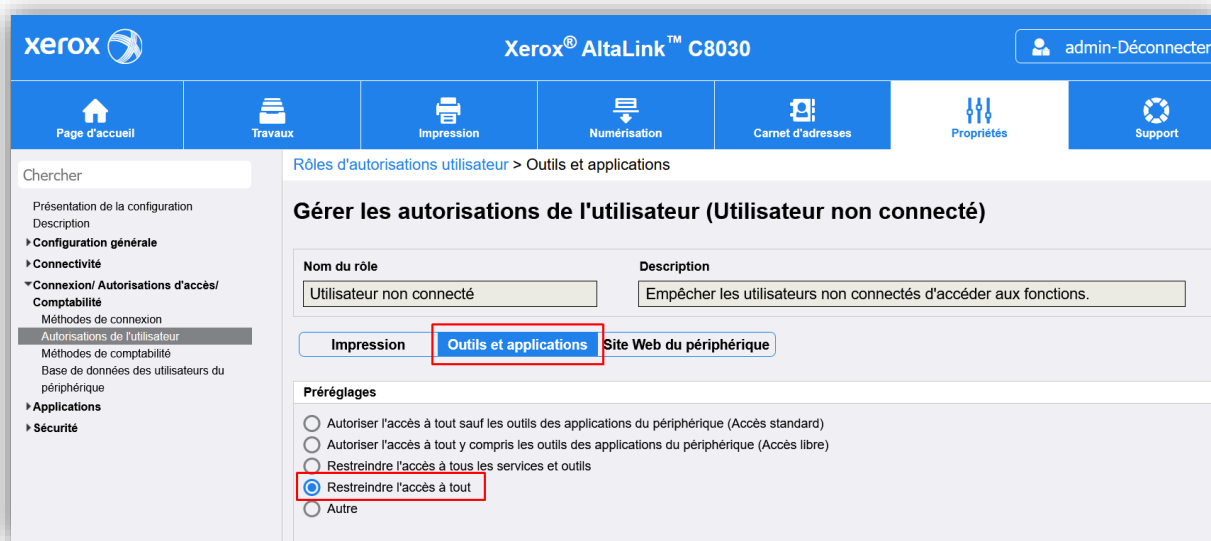 xerox
Xerox® AltaLink™ C8030
admin-Déconnecter
Page d'accueil
Travaux
Impression
Numérisation
Carnet d'adresses
Propriétés
Support
Chercher
Présentation de la configuration
Description
Configuration générale
Connectivité
Connexion/ Autorisations d'accès/
Comptabilité
Méthodes de connexion
Autorisations de l'utilisateur
Méthodes de comptabilité
Base de données des utilisateurs du
périphérique
Applications
Sécurité
Rôles d'autorisations utilisateur > Outils et applications
Gérer les autorisations de l'utilisateur (Utilisateur non connecté)
Nom du rôle
Description
Utilisateur non connecté
Empêcher les utilisateurs non connectés d'accéder aux fonctions.
Impression
Outils et applications
Site Web du périphérique
Préréglages
Autoriser l'accès à tout sauf les outils des applications du périphérique (Accès standard)
Autoriser l'accès à tout y compris les outils des applications du périphérique (Accès libre)
Restreindre l'accès à tous les services et outils
Restreindre l'accès à tout
Autre